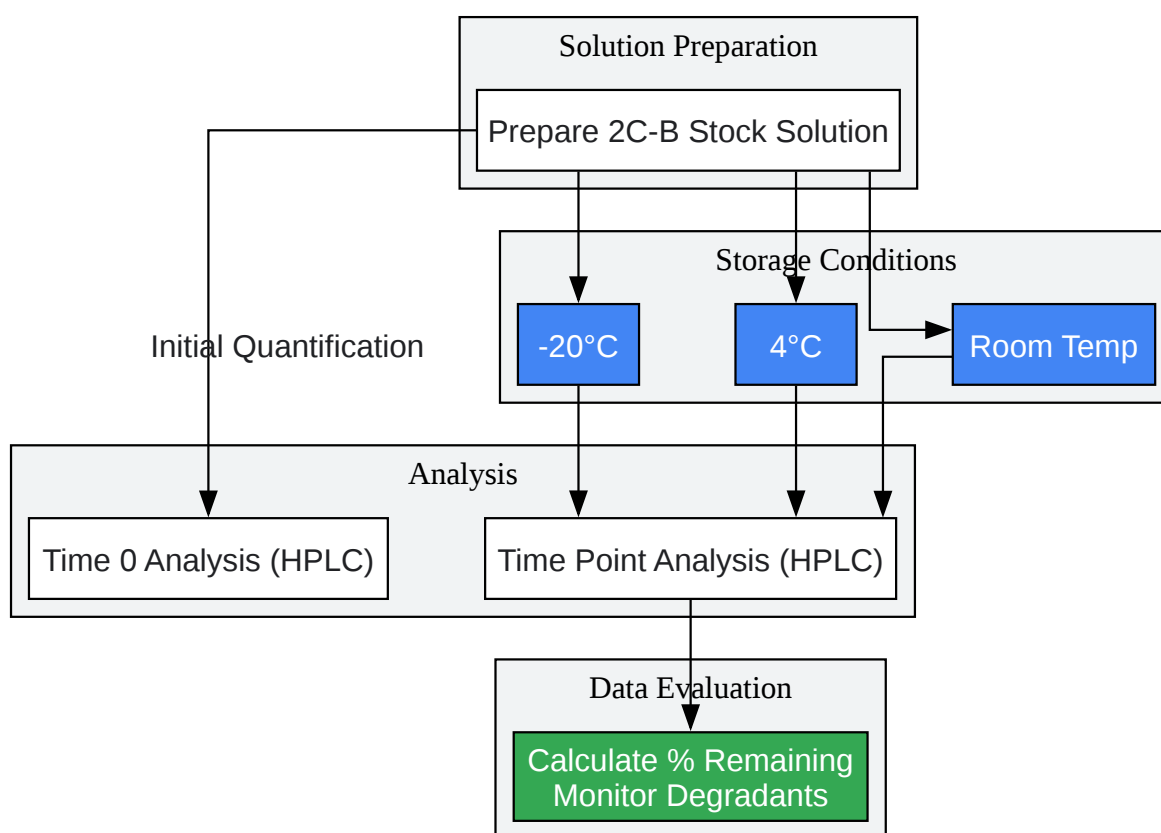 Solution Preparation
Prepare 2C-B Stock Solution
Storage Conditions
-20°C
4°C
Room Temp
Initial Quantification
Analysis
Time 0 Analysis (HPLC)
Time Point Analysis (HPLC)
Data Evaluation
Calculate % Remaining
Monitor Degradants